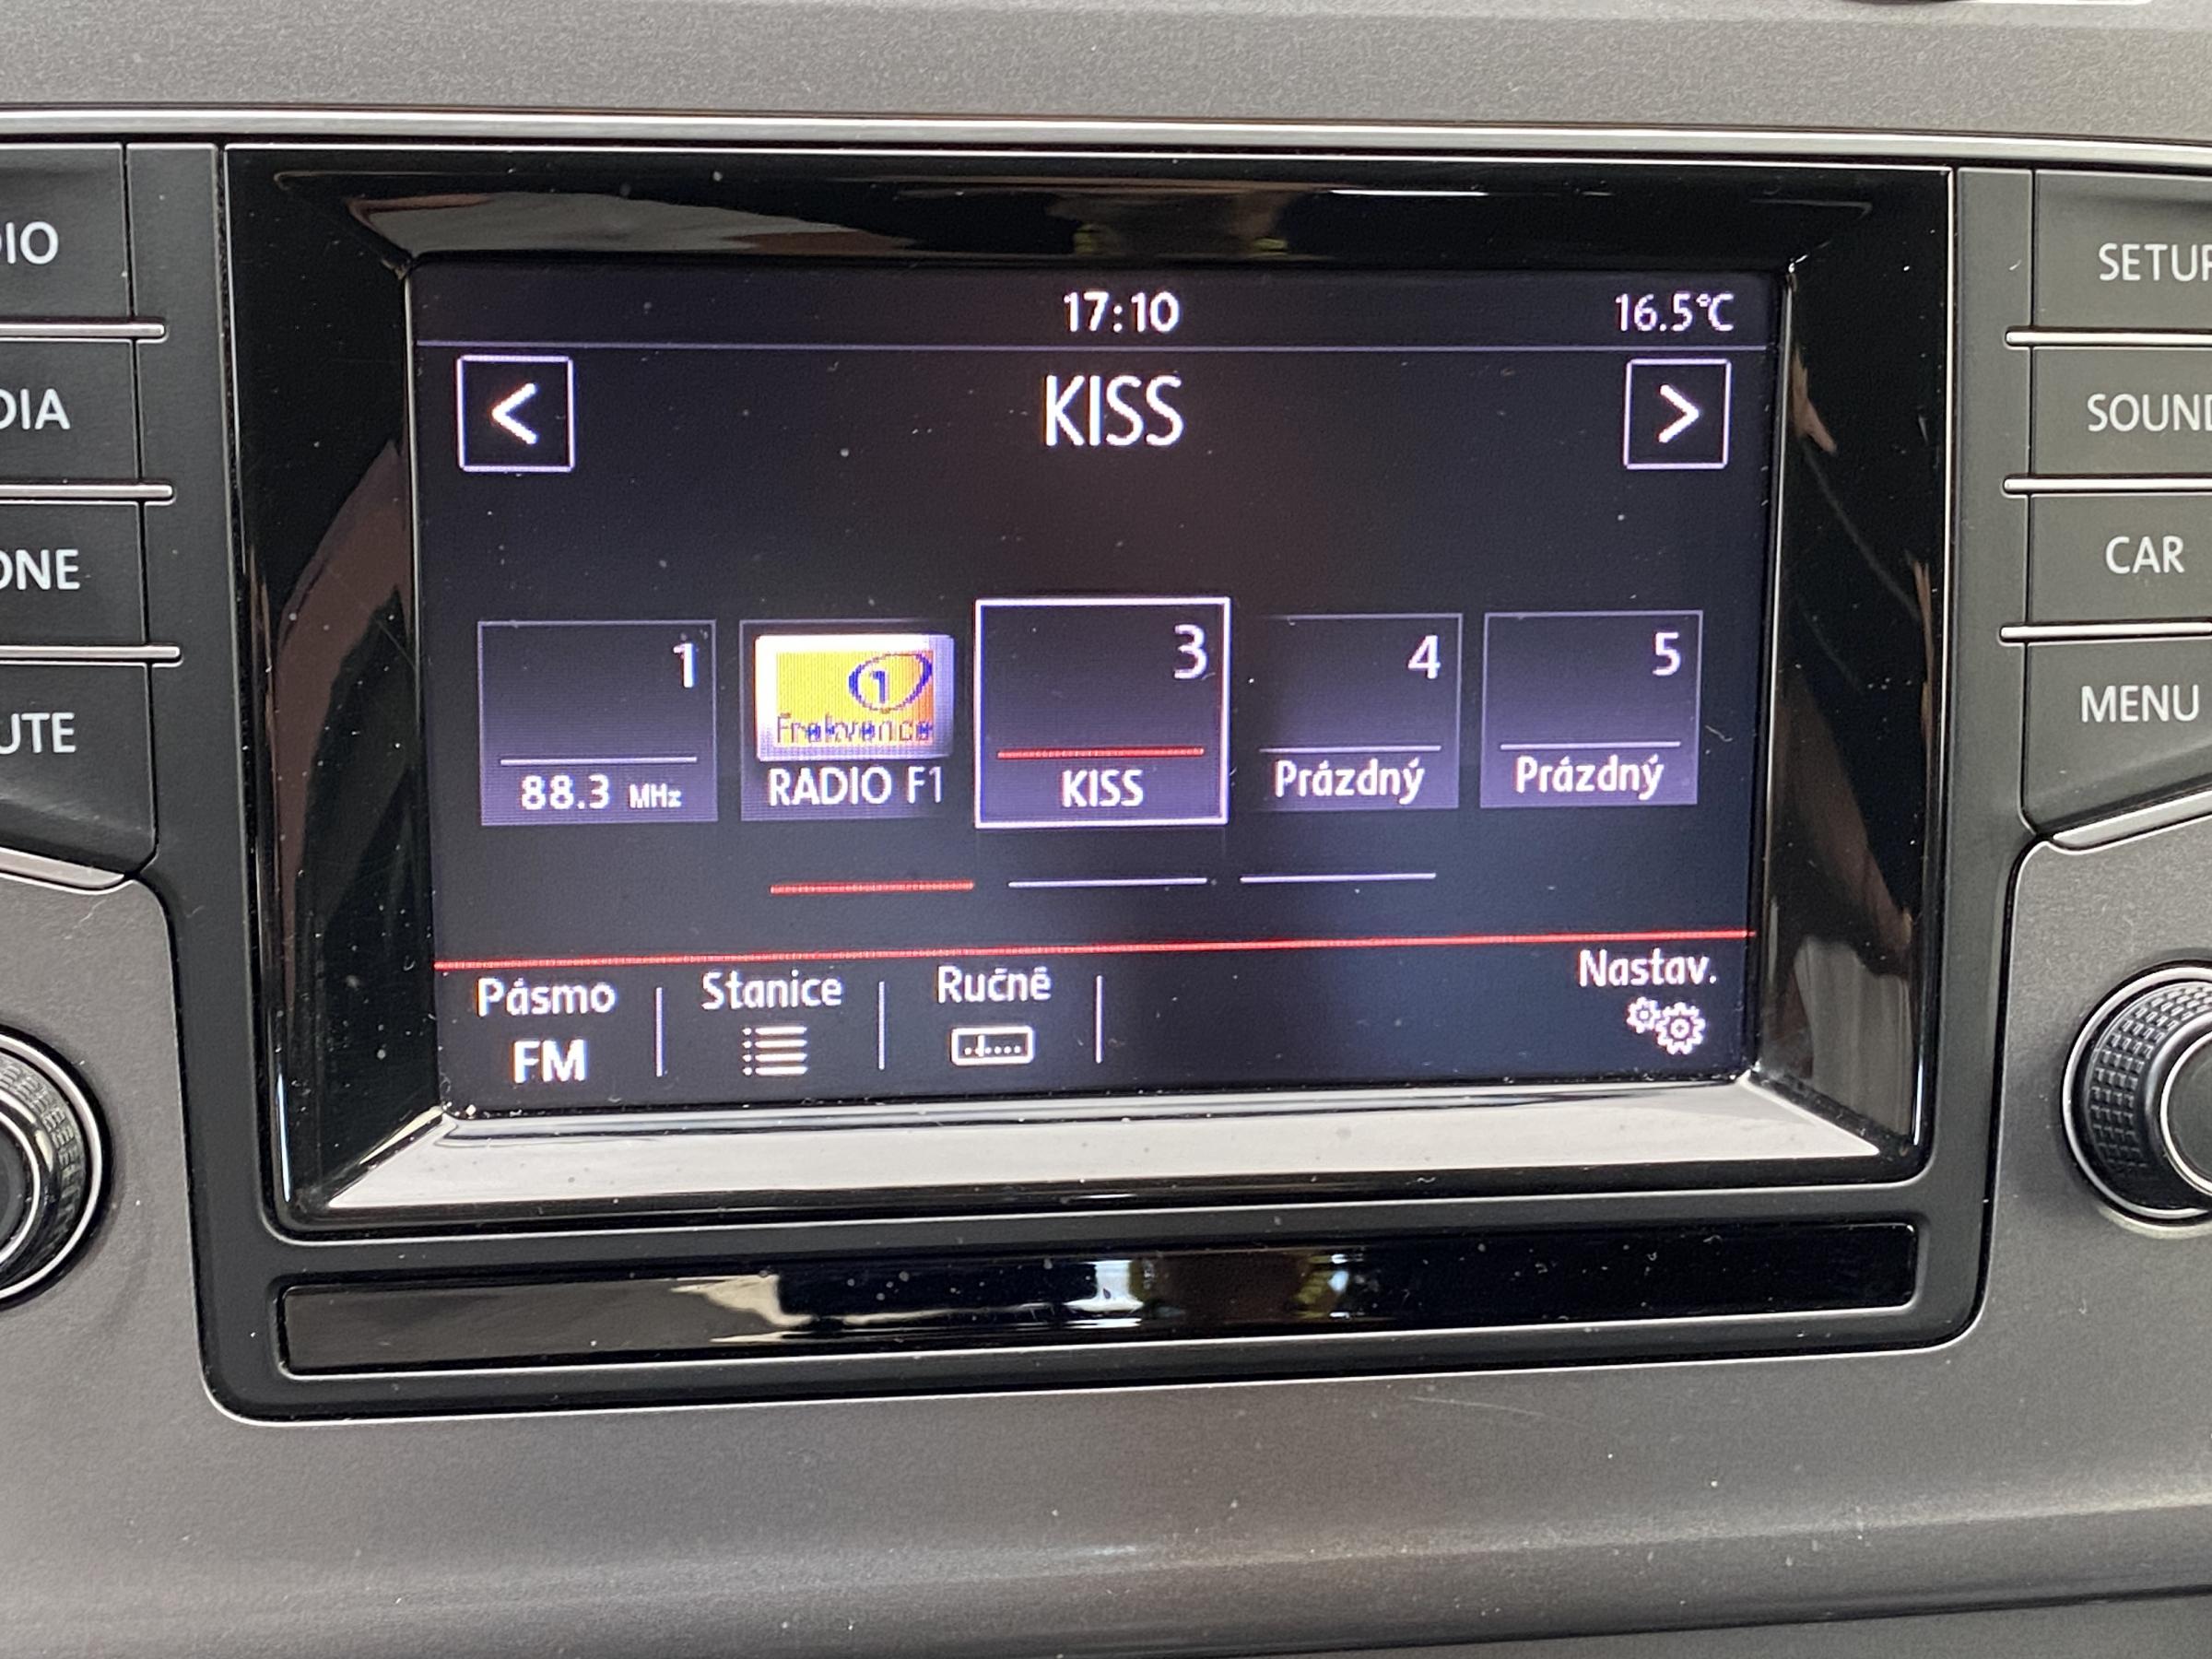 17:10
16.5°C
<
KISS
>
1
88.3 MHz
1
Frekvence
RADIO F1
3
KISS
4
Prázdný
5
Prázdný
Pásmo
FM
Stanice
Ručně
Nastav.
DIO
DIA
ONE
UTE
SETUP
SOUND
CAR
MENU